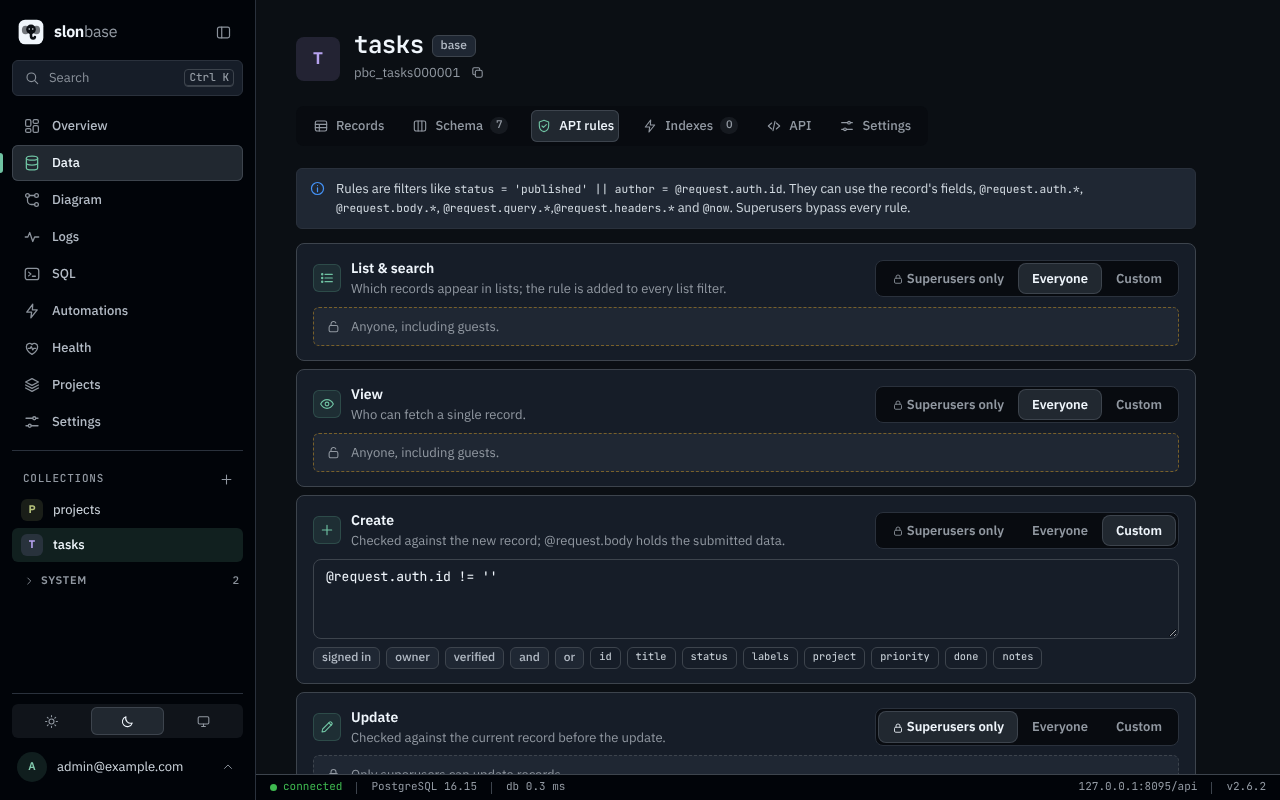 slonbase
Search Ctrl K
Overview
Data
Diagram
Logs
SQL
Automations
Health
Projects
Settings
COLLECTIONS
P projects
T tasks
SYSTEM 2
A admin@example.com
T tasks base
pbc_tasks000001
Records Schema 7 API rules Indexes 0 API Settings
Rules are filters like status = 'published' || author = @request.auth.id. They can use the record's fields, @request.auth.*,
@request.body.*, @request.query.*,@request.headers.* and @now. Superusers bypass every rule.
List & search
Which records appear in lists; the rule is added to every list filter.
Superusers only Everyone Custom
Anyone, including guests.
View
Who can fetch a single record.
Superusers only Everyone Custom
Anyone, including guests.
Create
Checked against the new record; @request.body holds the submitted data.
Superusers only Everyone Custom
@request.auth.id != ''
signed in owner verified and or id title status labels project priority done notes
Update
Checked against the current record before the update.
Superusers only Everyone Custom
Only superusers can update records.
connected PostgreSQL 16.15 db 0.3 ms 127.0.0.1:8095/api v2.6.2